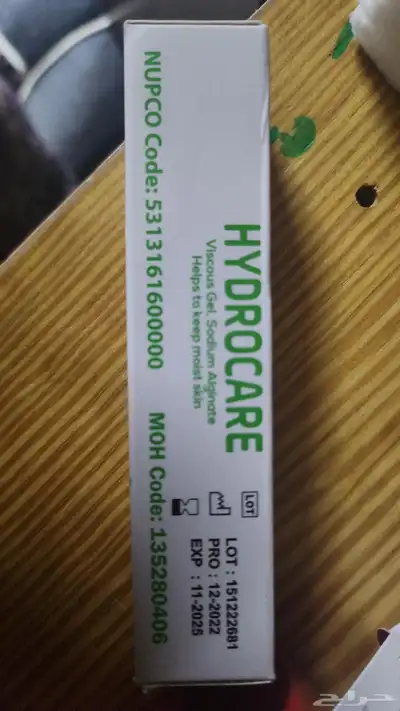 HYDROCARE
Viscous Gel, Sodium Alginate
Helps to keep moist skin
LOT
LOT : 151222681
PRO : 12-2022
EXP : 11-2025
NUPCO Code: 5313161600000 MOH Code: 135280406
حراج